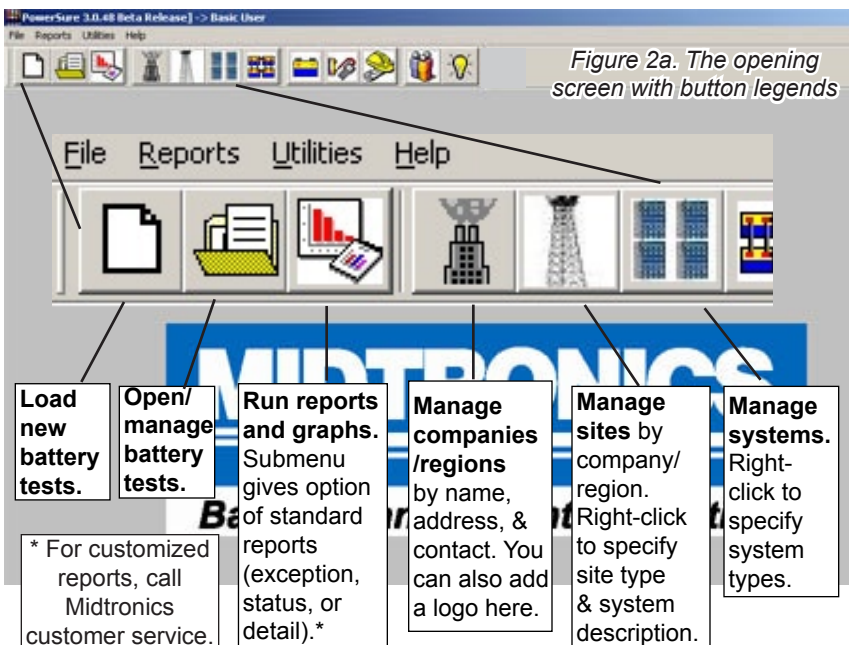 PowerSure 3.0.48 Beta Release] -> Basic User
File Reports Utilities Help
Figure 2a. The opening
screen with button legends
File Reports Utilities Help
MIDTRONICS
Load
new
battery
tests.
Open/
manage
battery
tests.
Run reports
and graphs.
Submenu
gives option
of standard
reports
(exception,
status, or
detail).*
Manage
companies
/regions
by name,
address, &
contact. You
can also add
a logo here.
Manage
sites by
company/
region.
Right-click
to specify
site type
& system
description.
Manage
systems.
Right-
click to
specify
system
types.
* For customized
reports, call
Midtronics
customer service.